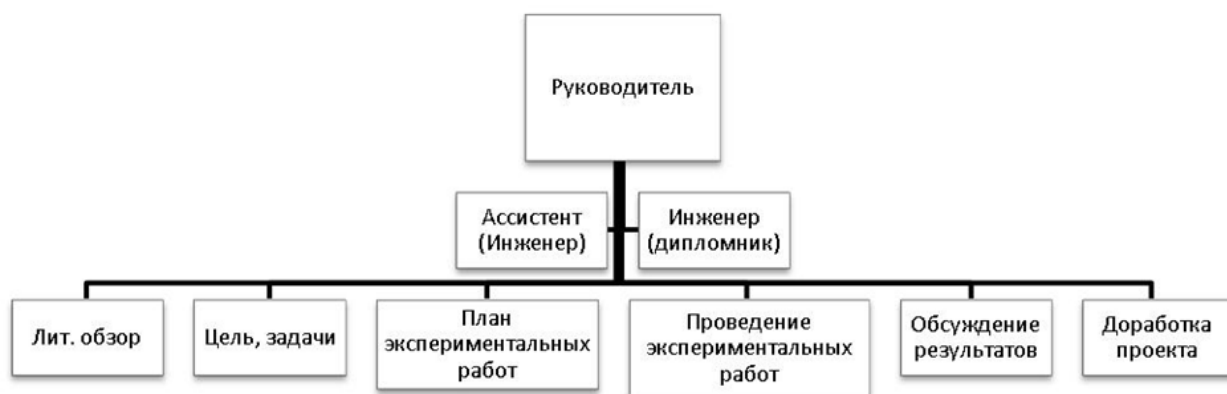 Руководитель
Ассистент
(Инженер)
Инженер
(дипломник)
Лит. обзор
Цель, задачи
План
экспериментальных
работ
Проведение
экспериментальных
работ
Обсуждение
результатов
Доработка
проекта